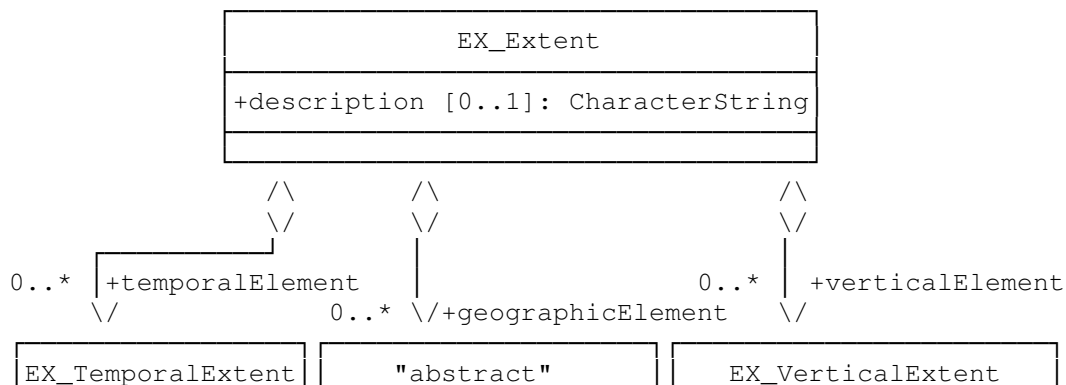 EX_Extent
+description [0..1]: CharacterString
0..* +temporalElement 0..* +verticalElement
0..* +geographicElement
EX_TemporalExtent "abstract" EX_VerticalExtent